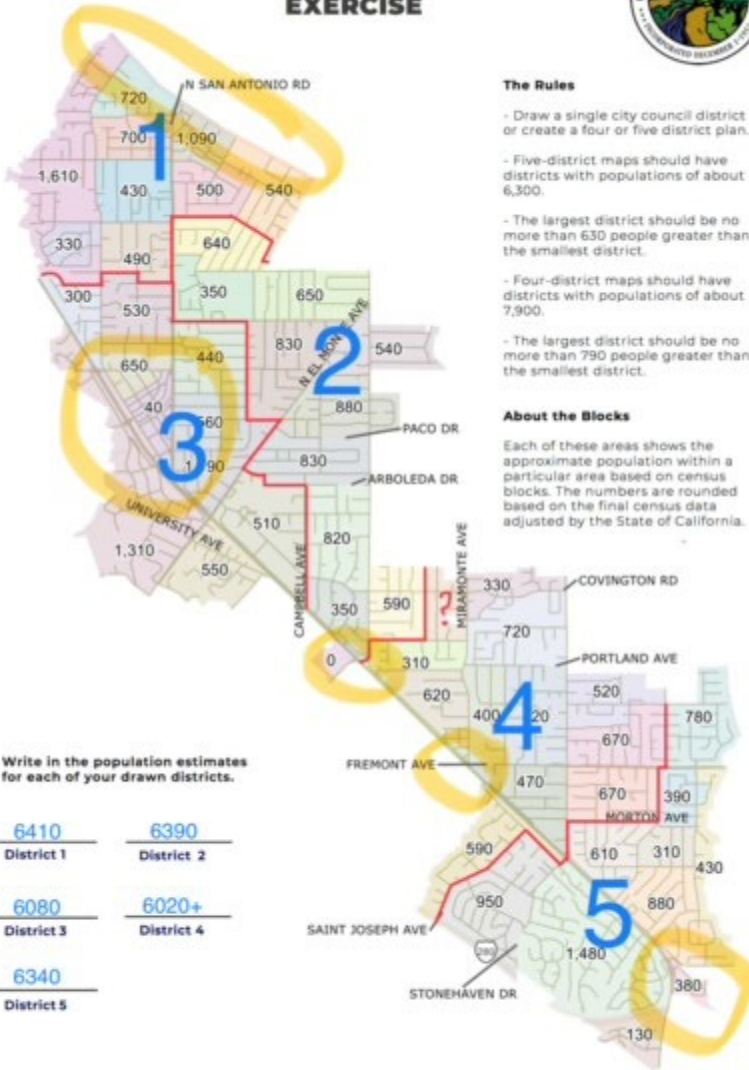 EXERCISE
INCORPORATED DECEMBER 1
N SAN ANTONIO RD
720
700
1
1,090
1,610
430
500
540
330
490
640
300
530
350
650
650
440
830
N EL MONTE AVE
2
540
40
3
880
PACO DR
830
ARBOLEDA DR
UNIVERSITY AVE
510
820
1,310
550
CAMPBELL AVE
350
590
?
MIRAMONTE AVE
330
COVINGTON RD
720
0
310
PORTLAND AVE
620
400
4
20
520
780
670
FREMONT AVE
470
670
390
MORTON AVE
590
610
310
430
950
5
880
SAINT JOSEPH AVE
280
1,480
380
STONEHAVEN DR
130
The Rules
- Draw a single city council district
or create a four or five district plan.
- Five-district maps should have
districts with populations of about
6,300.
- The largest district should be no
more than 630 people greater than
the smallest district.
- Four-district maps should have
districts with populations of about
7,900.
- The largest district should be no
more than 790 people greater than
the smallest district.
About the Blocks
Each of these areas shows the
approximate population within a
particular area based on census
blocks. The numbers are rounded
based on the final census data
adjusted by the State of California.
Write in the population estimates
for each of your drawn districts.
6410 6390
District 1 District 2
6080 6020+
District 3 District 4
6340
District 5